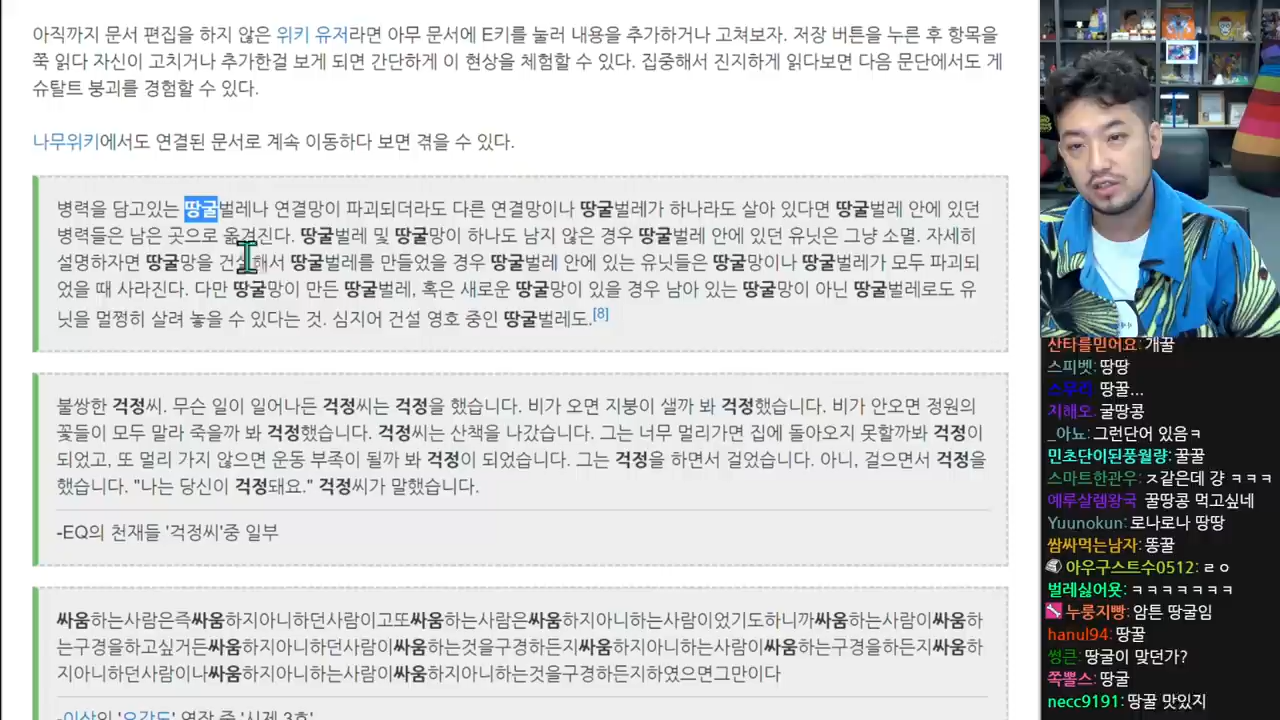 아직까지 문서 편집을 하지 않은 위키 유저라면 아무 문서에 E키를 눌러 내용을 추가하거나 고쳐보자. 저장 버튼을 누른 후 항목을
쭉 읽다 자신이 고치거나 추가한걸 보게 되면 간단하게 이 현상을 체험할 수 있다. 집중해서 진지하게 읽다보면 다음 문단에서도 게
슈탈트 붕괴를 경험할 수 있다.
나무위키에서도 연결된 문서로 계속 이동하다 보면 겪을 수 있다.
병력을 담고있는 땅굴벌레나 연결망이 파괴되더라도 다른 연결망이나 땅굴벌레가 하나라도 살아 있다면 땅굴벌레 안에 있던
병력들은 남은 곳으로 옮겨진다. 땅굴벌레 및 땅굴망이 하나도 남지 않은 경우 땅굴벌레 안에 있던 유닛은 그냥 소멸. 자세히
설명하자면 땅굴망을 건설해서 땅굴벌레를 만들었을 경우 땅굴벌레 안에 있는 유닛들은 땅굴망이나 땅굴벌레가 모두 파괴되
었을 때 사라진다. 다만 땅굴망이 만든 땅굴벌레, 혹은 새로운 땅굴망이 있을 경우 남아 있는 땅굴망이 아닌 땅굴벌레로도 유
닛을 멀쩡히 살려 놓을 수 있다는 것. 심지어 건설 영호 중인 땅굴벌레도.[8]
불쌍한 걱정씨. 무슨 일이 일어나든 걱정씨는 걱정을 했습니다. 비가 오면 지붕이 샐까 봐 걱정했습니다. 비가 안오면 정원의
꽃들이 모두 말라 죽을까 봐 걱정했습니다. 걱정씨는 산책을 나갔습니다. 그는 너무 멀리가면 집에 돌아오지 못할까봐 걱정이
되었고, 또 멀리 가지 않으면 운동 부족이 될까 봐 걱정이 되었습니다. 그는 걱정을 하면서 걸었습니다. 아니, 걸으면서 걱정을
했습니다. "나는 당신이 걱정돼요." 걱정씨가 말했습니다.
-EQ의 천재들 '걱정씨'중 일부
싸움하는사람은즉싸움하지아니하던사람이고또싸움하는사람은싸움하지아니하는사람이었기도하니까싸움하는사람이싸움하
는구경을하고싶거든싸움하지아니하던사람이싸움하는것을구경하든지싸움하지아니하는사람이싸움하는구경을하든지싸움하
지아니하던사람이나싸움하지아니하는사람이싸움하지아니하는것을구경하든지하였으면그만이다
-이상의 '오감도' 연작 중 '시제 3호'
산타를믿어요: 개꿀
스피벳: 땅땅
스무리: 땅꿀...
지해오: 굴땅콩
_아뇨: 그런단어 있음ㅋ
민초단이된풍월량: 꿀꿀
스마트한관우: ㅈ같은데 걍 ㅋㅋㅋ
예루살렘왕국: 꿀땅콩 먹고싶네
Yuunokun: 로나로나 땅땅
쌈싸먹는남자: 똥꿀
아우구스트수0512: ㄹㅇ
벌레싫어욧: ㅋㅋㅋㅋㅋㅋㅋ
누룽지빵: 암튼 땅굴임
hanul94: 땅꿀
썽큰: 땅굴이 맞던가?
쪽뽈스: 땅굴
necc9191: 땅꿀 맛있지